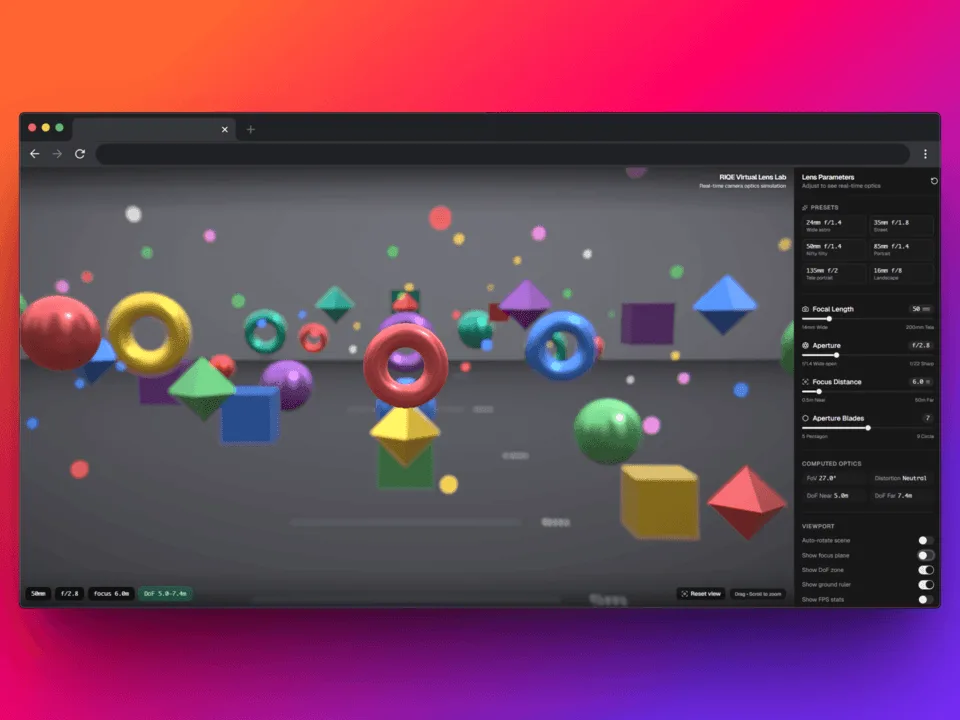 RIQE Virtual Lens Lab
Real-time camera optics simulation
Lens Parameters
Adjust to see real-time optics
PRESETS
24mm f/1.4
Wide astro
35mm f/1.8
Street
50mm f/1.4
Nifty fifty
85mm f/1.4
Portrait
135mm f/2
Tele portrait
16mm f/8
Landscape
Focal Length
50 mm
14mm Wide
200mm Tele
Aperture
f/2.8
f/1.4 Wide open
f/22 Sharp
Focus Distance
6.0 m
0.5m Near
50m Far
Aperture Blades
7
5 Pentagon
9 Circle
COMPUTED OPTICS
FoV 27.0°
Distortion Neutral
DoF Near 5.0m
DoF Far 7.4m
VIEWPORT
Auto-rotate scene
Show focus plane
Show DoF zone
Show ground ruler
Show FPS stats
50mm
f/2.8
Focus 6.0m
DoF 5.0–7.4m
Reset view
Drag • Scroll to zoom